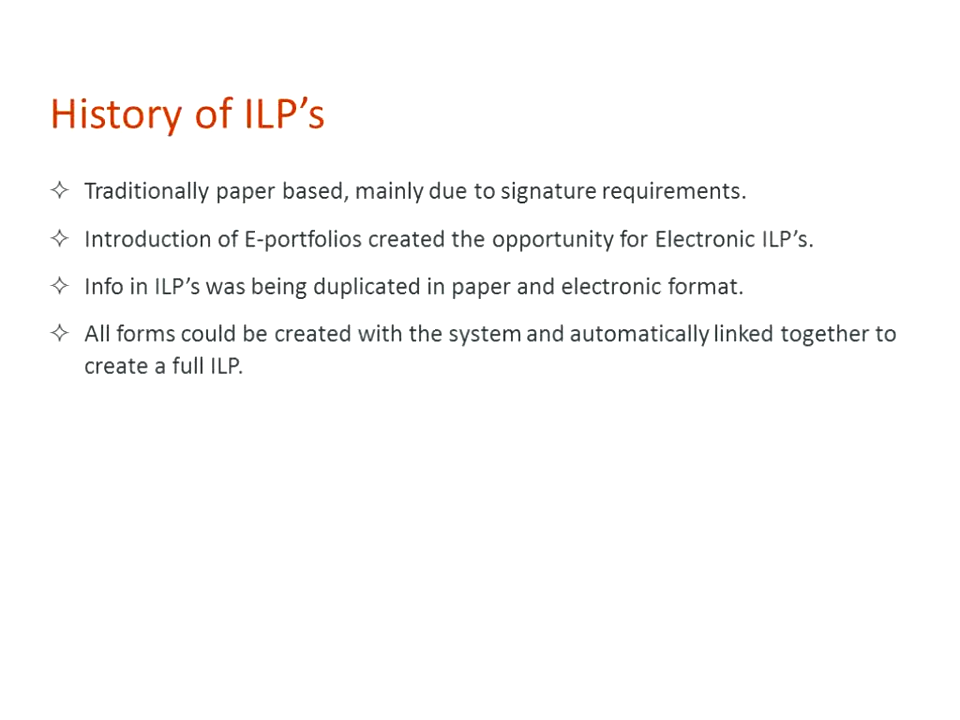 History of ILP’s
Traditionally paper based, mainly due to signature requirements.
Introduction of E-portfolios created the opportunity for Electronic ILP’s.
Info in ILP’s was being duplicated in paper and electronic format.
All forms could be created with the system and automatically linked together to
create a full ILP.